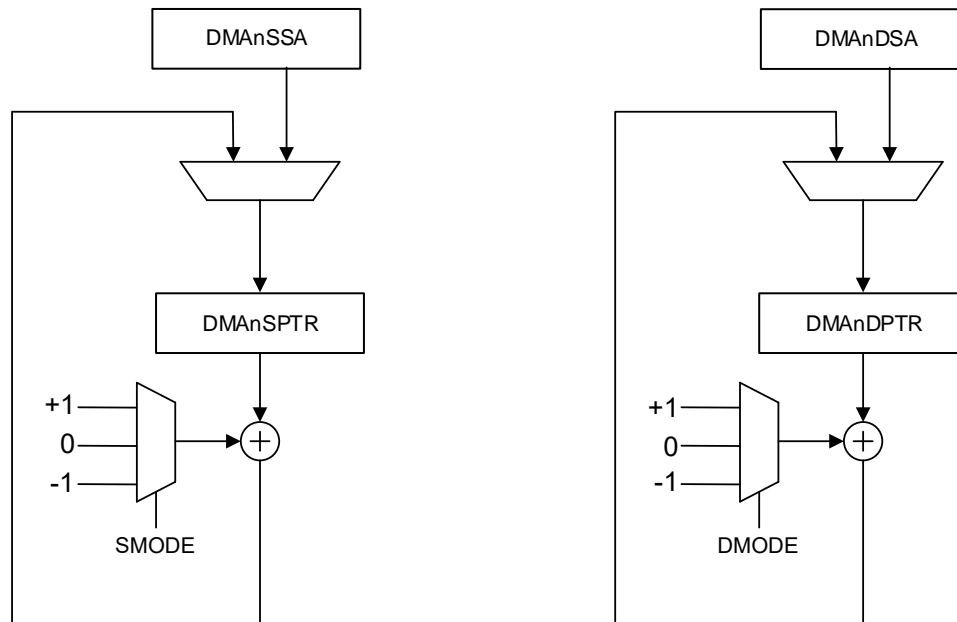 DMAnSSA
DMAnSPTR
+1
0
-1
SMODE
DMAnDSA
DMAnDPTR
+1
0
-1
DMODE